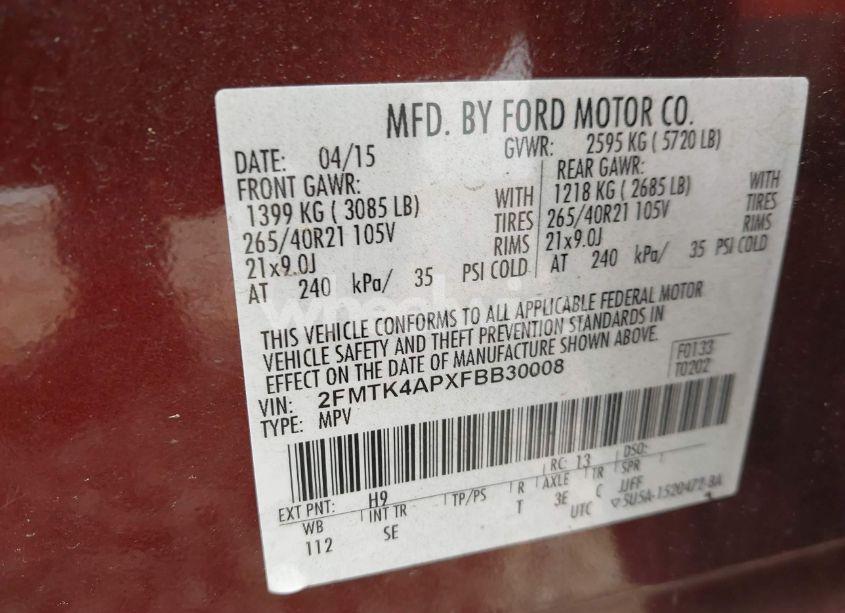 MFD. BY FORD MOTOR CO.
DATE: 04/15 GVWR: 2595 KG ( 5720 LB)
FRONT GAWR: REAR GAWR:
1399 KG ( 3085 LB) WITH 1218 KG ( 2685 LB) WITH
265/40R21 105V TIRES 265/40R21 105V TIRES
21x9.0J RIMS 21x9.0J RIMS
AT 240 kPa/ 35 PSI COLD AT 240 kPa/ 35 PSI COLD
THIS VEHICLE CONFORMS TO ALL APPLICABLE FEDERAL MOTOR
VEHICLE SAFETY AND THEFT PREVENTION STANDARDS IN
EFFECT ON THE DATE OF MANUFACTURE SHOWN ABOVE.
F0133
VIN: 2FMTK4APXFBB30008 T0202
TYPE: MPV
EXT PNT: H9 RC: 13 DSO:
WB INT TR TP/PS R AXLE TR SPR
112 SE T 3E C JFF
UTC